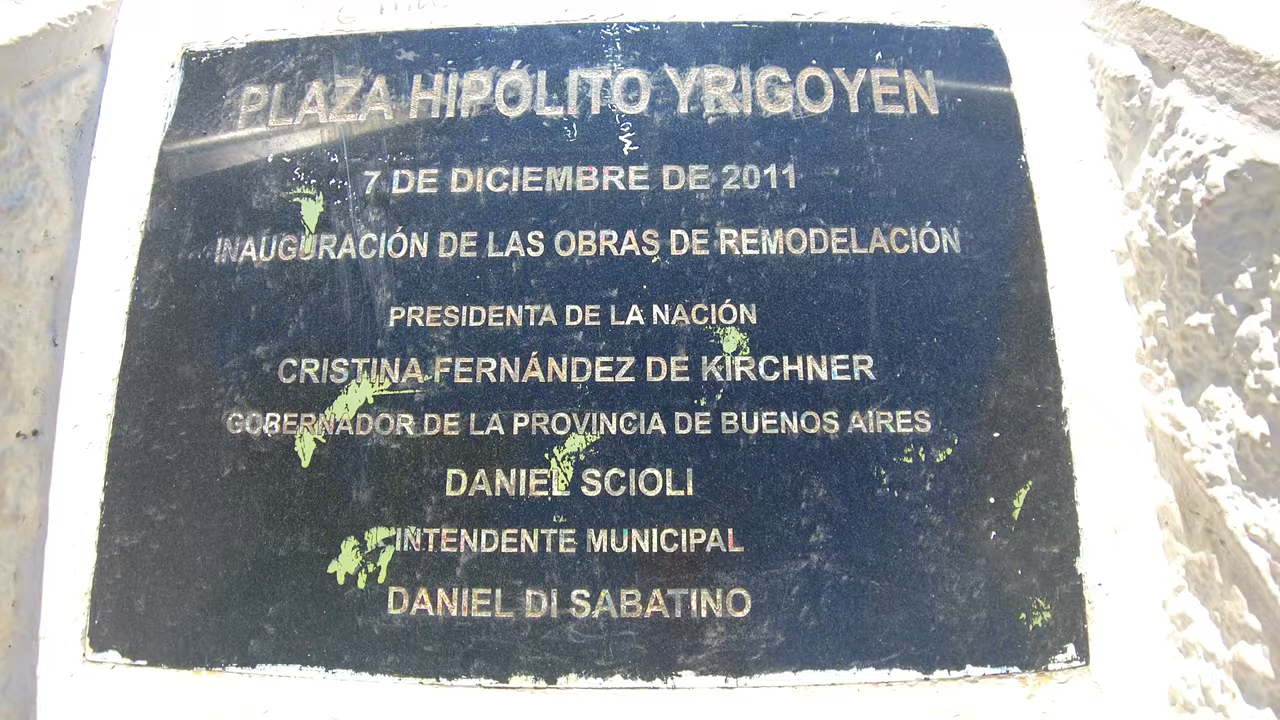 PLAZA HIPÓLITO YRIGOYEN
7 DE DICIEMBRE DE 2011
INAUGURACIÓN DE LAS OBRAS DE REMODELACIÓN
PRESIDENTA DE LA NACIÓN
CRISTINA FERNÁNDEZ DE KIRCHNER
GOBERNADOR DE LA PROVINCIA DE BUENOS AIRES
DANIEL SCIOLI
INTENDENTE MUNICIPAL
DANIEL DI SABATINO